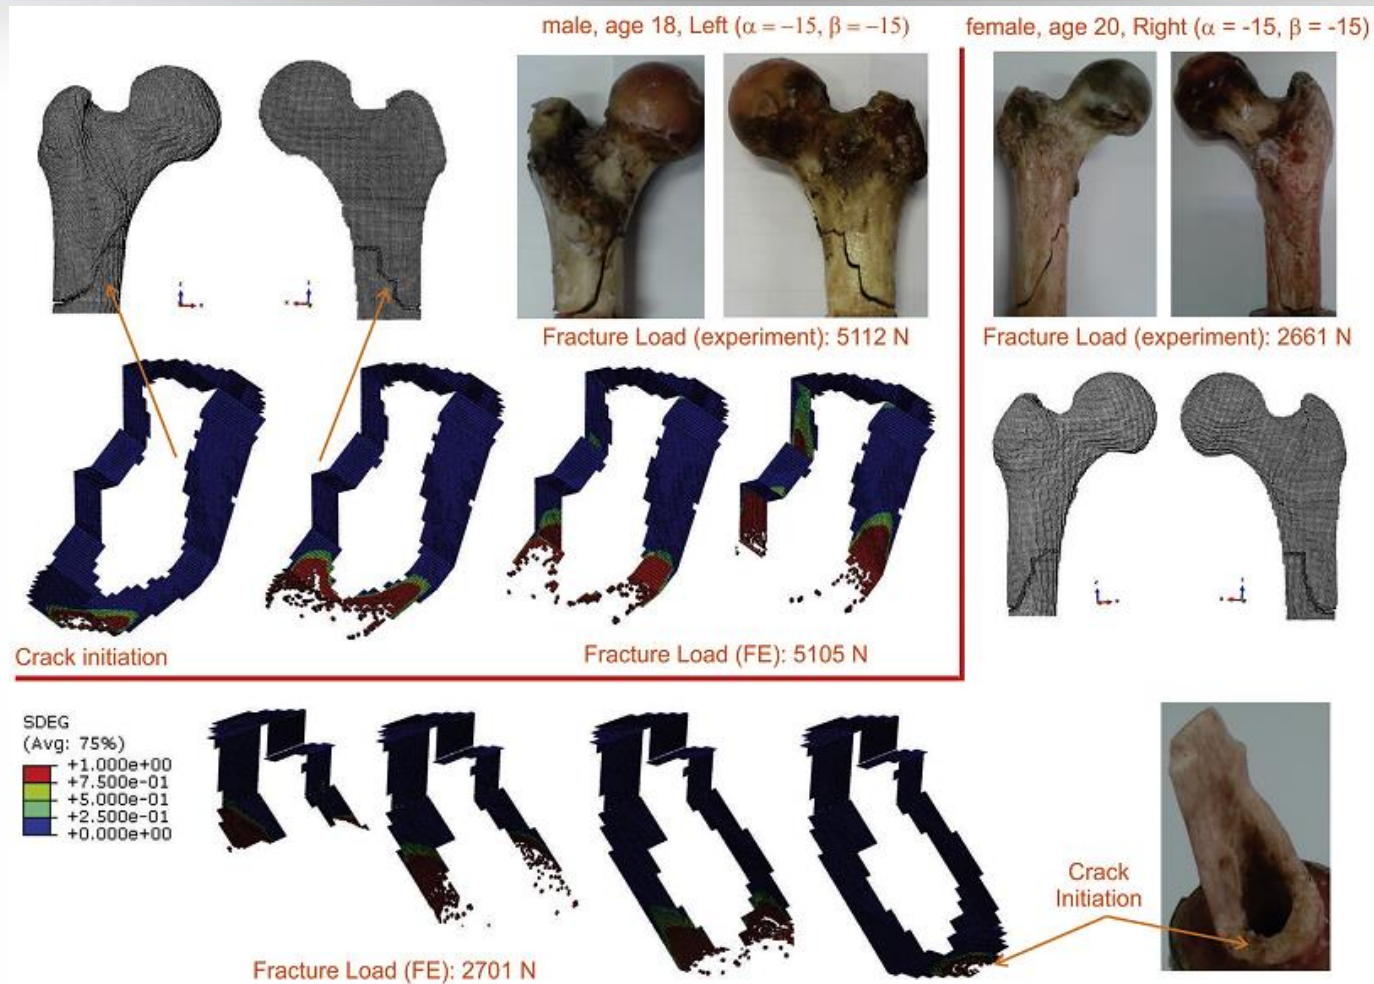 male, age 18, Left (α = −15, β = −15)
female, age 20, Right (α = -15, β = -15)
Fracture Load (experiment): 5112 N
Fracture Load (experiment): 2661 N
Crack initiation
Fracture Load (FE): 5105 N
SDEG
(Avg: 75%)
+1.000e+00
+7.500e-01
+5.000e-01
+2.500e-01
+0.000e+00
Crack
Initiation
Fracture Load (FE): 2701 N